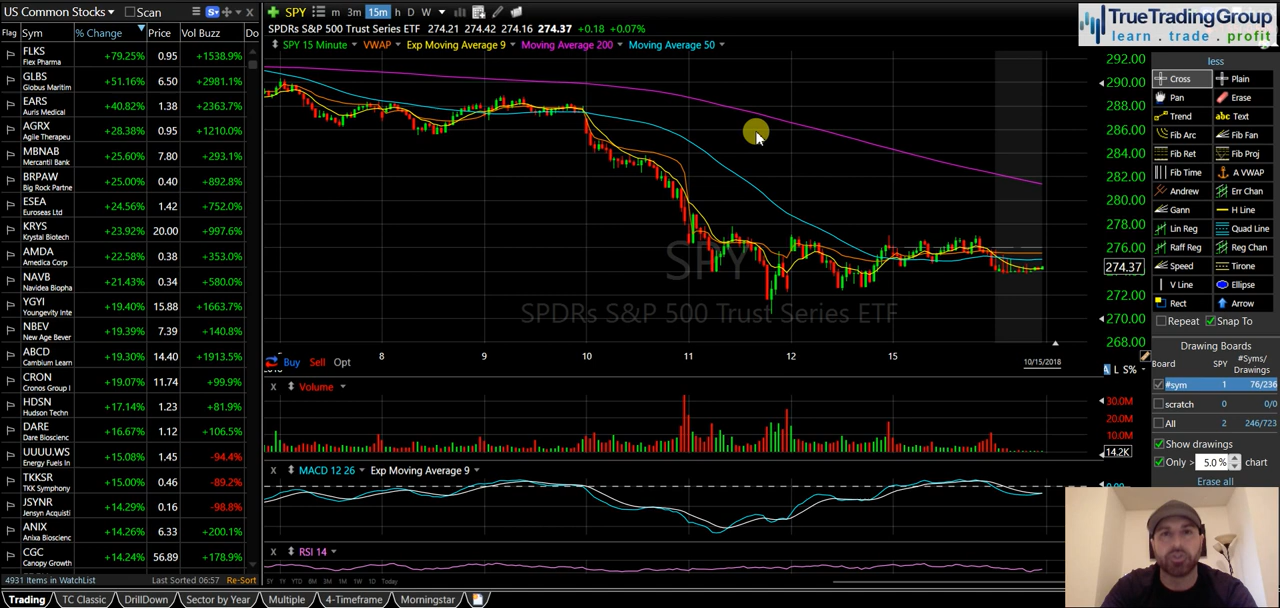 US Common Stocks Scan
Flag Sym % Change Price Vol Buzz Do
FLKS +79.25% 0.95 +1538.9%
Flex Pharma
GLBS +51.16% 6.50 +2981.1%
Globus Maritim
EARS +40.82% 1.38 +2363.7%
Auris Medical
AGRX +28.38% 0.95 +1210.0%
Agile Therapeu
MBNAB +25.60% 7.80 +293.1%
Mercantil Bank
BRPAW +25.00% 0.40 +892.8%
Big Rock Partne
ESEA +24.56% 1.42 +752.0%
Euroseas Ltd
KRYS +23.92% 20.00 +997.6%
Krystal Biotech
AMDA +22.58% 0.38 +353.0%
Amedica Corp
NAVB +21.43% 0.34 +580.0%
Navidea Biopha
YGYI +19.40% 15.88 +1663.7%
Youngevity Inte
NBEV +19.39% 7.39 +140.8%
New Age Bever
ABCD +19.30% 14.40 +1913.5%
Cambium Learn
CRON +19.07% 11.74 +99.9%
Cronos Group I
HDSN +17.14% 1.23 +81.9%
Hudson Techn
DARE +16.67% 1.12 +106.5%
Dare Bioscienc
UUUU.WS +15.08% 1.45 -94.4%
Energy Fuels In
TKKSR +15.00% 0.46 -89.2%
TKK Symphony
JSYNR +14.29% 0.16 -98.8%
Jensyn Acquisti
ANIX +14.26% 6.33 +200.1%
Anixa Bioscienc
CGC +14.24% 56.89 +178.9%
Canopy Growth
4931 Items in WatchList Last Sorted 06:57 Re-Sort
Trading TC Classic DrillDown Sector by Year Multiple 4-Timeframe Morningstar
SPY m 3m 15m h D W
SPDRs S&P 500 Trust Series ETF 274.21 274.42 274.16 274.37 +0.18 +0.07%
SPY 15 Minute VWAP Exp Moving Average 9 Moving Average 200 Moving Average 50
SPY
SPDRs S&P 500 Trust Series ETF
292.00
290.00
288.00
286.00
284.00
282.00
280.00
278.00
276.00
274.37
272.00
270.00
268.00
8 9 10 11 12 15
10/15/2018
Buy Sell Opt
A L S%
X Volume
30.0M
20.0M
10.0M
14.2K
X MACD 12 26 Exp Moving Average 9
0.00
X RSI 14
5Y 1Y YTD 6M 3M 1M 1W 1D Today
TrueTradingGroup
learn . trade . profit
less
Cross Plain
Pan Erase
Trend abc Text
Fib Arc Fib Fan
Fib Ret Fib Proj
Fib Time A VWAP
Andrew Err Chan
Gann H Line
Lin Reg Quad Line
Raff Reg Reg Chan
Speed Tirone
V Line Ellipse
Rect Arrow
Repeat Snap To
Drawing Boards
Board SPY #Syms/
Drawings
#sym 1 76/236
scratch 0 0/0
All 2 246/723
Show drawings
Only > 5.0% chart
Erase all